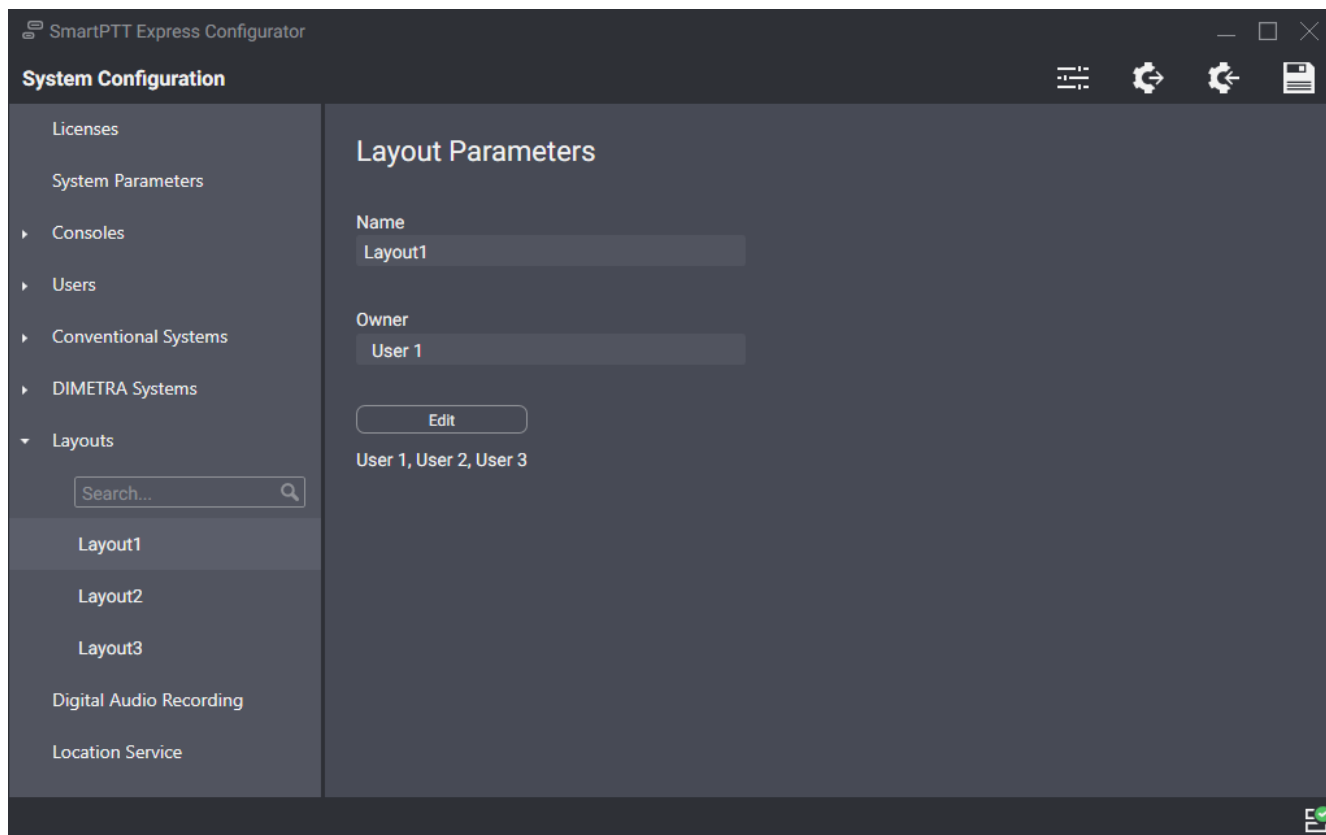 SmartPTT Express Configurator
System Configuration
Licenses
System Parameters
Consoles
Users
Conventional Systems
DIMETRA Systems
Layouts
Search...
Layout1
Layout2
Layout3
Digital Audio Recording
Location Service
Layout Parameters
Name
Layout1
Owner
User 1
Edit
User 1, User 2, User 3